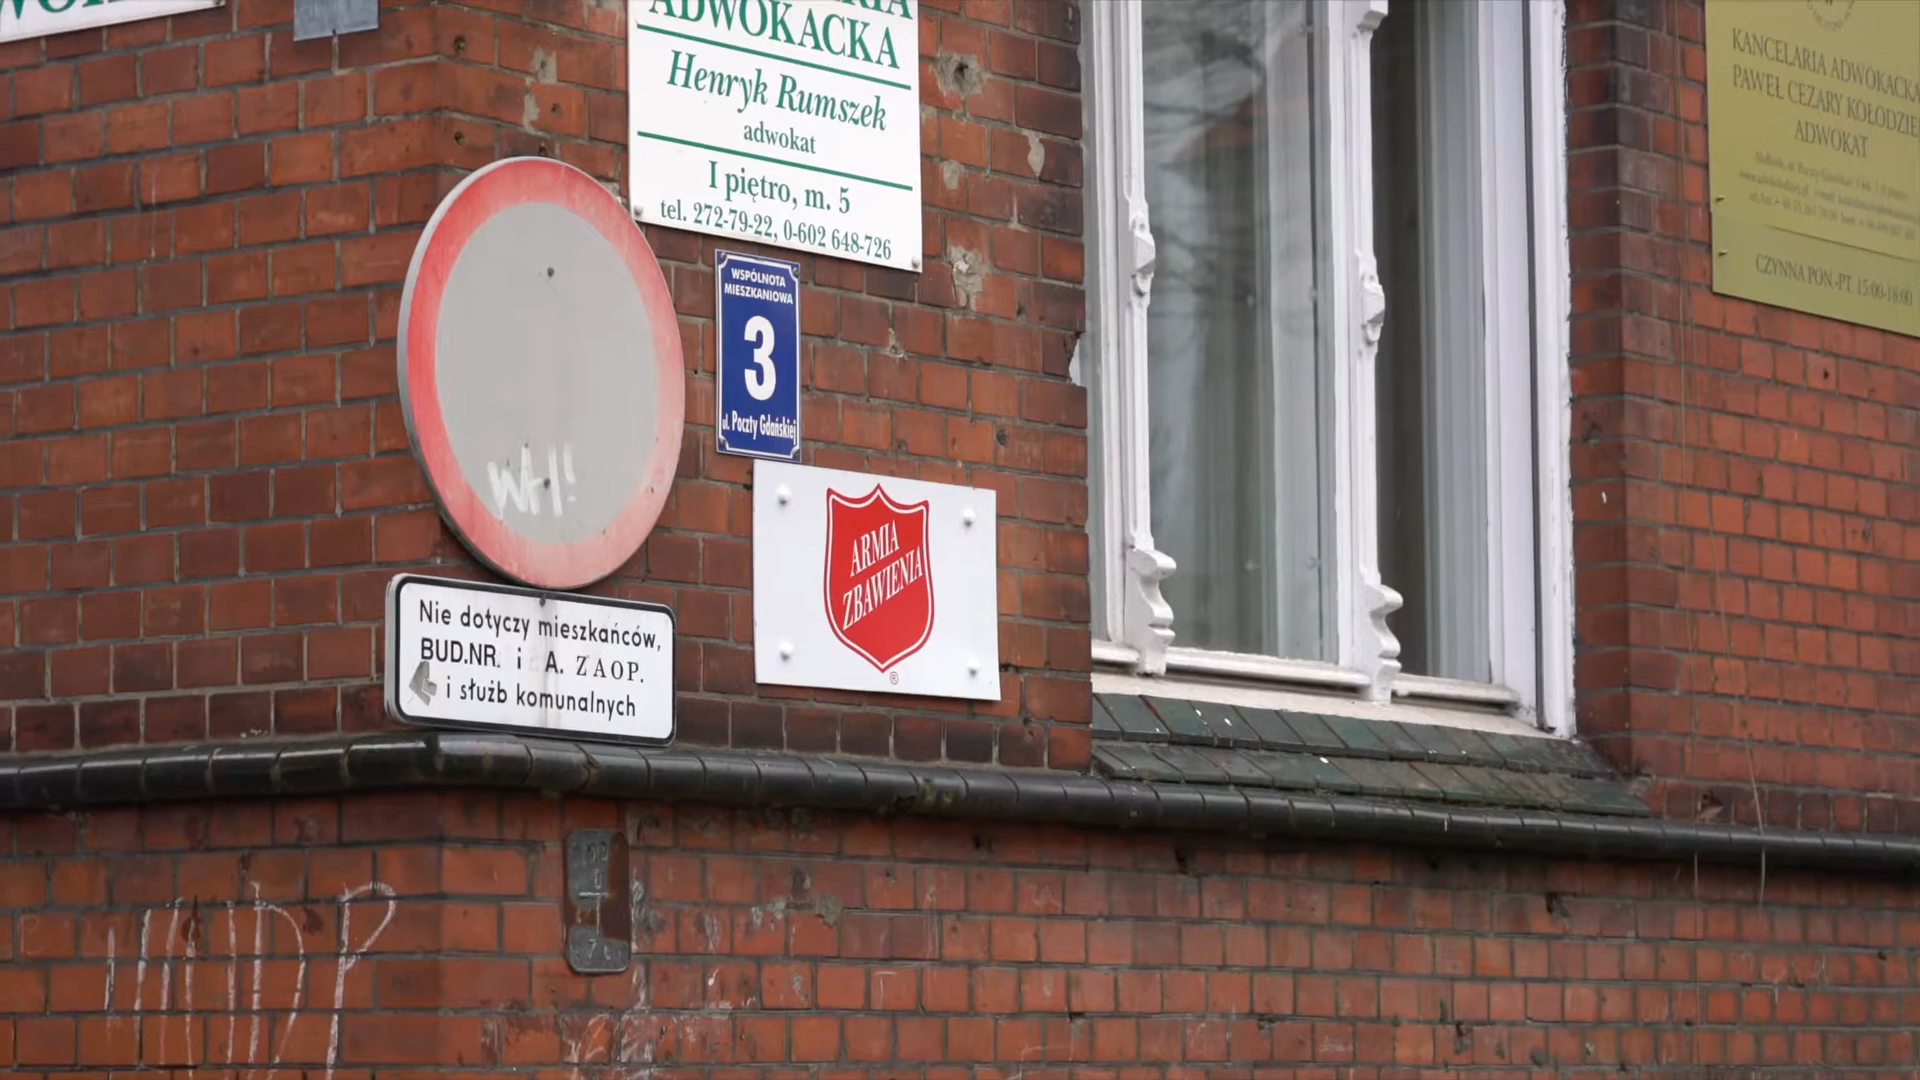 ADWOKACKA
Henryk Rumszek
adwokat
I piętro, m. 5
tel. 272-79-22, 0-602 648-726
WSPÓLNOTA
MIESZKANIOWA
3
ul. Poczty Gdańskiej
ARMIA
ZBAWIENIA
®
Nie dotyczy mieszkańców,
BUD.NR. i A. ZAOP.
i służb komunalnych
WH!
KANCELARIA ADWOKACKA
PAWEŁ CEZARY KOŁODZIE
ADWOKAT
CZYNNA PON.-PT. 15:00-18:00